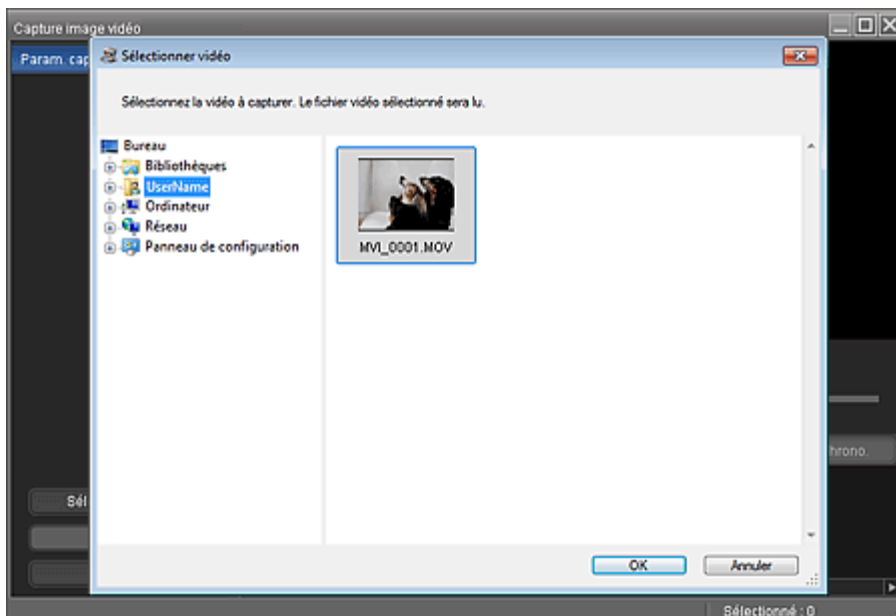 Capture image vidéo
Param. cap
Sélectionner vidéo
Sélectionnez la vidéo à capturer. Le fichier vidéo sélectionné sera lu.
Bureau
Bibliothèques
UserName
Ordinateur
Réseau
Panneau de configuration
MVI_0001.MOV
hrono.
Sél
OK
Annuler
Sélectionné : 0